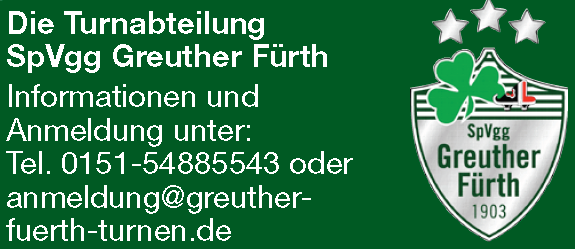 Die Turnabteilung
SpVgg Greuther Fürth
Informationen und
Anmeldung unter:
Tel. 0151-54885543 oder
anmeldung@greuther-
fuerth-turnen.de
SpVgg
Greuther
Fürth
1903